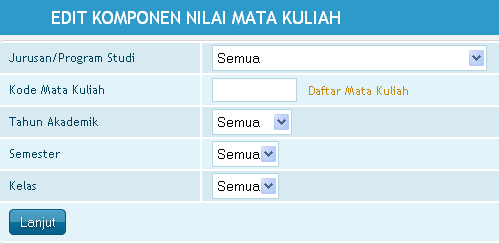 EDIT KOMPONEN NILAI MATA KULIAH
Jurusan/Program Studi Semua
Kode Mata Kuliah Daftar Mata Kuliah
Tahun Akademik Semua
Semester Semua
Kelas Semua
Lanjut